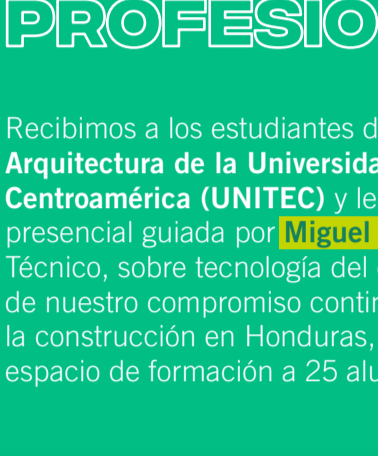 PROFESIO
Recibimos a los estudiantes d
Arquitectura de la Universida
Centroamérica (UNITEC) y le
presencial guiada por Miguel
Técnico, sobre tecnología del
de nuestro compromiso contin
la construcción en Honduras,
espacio de formación a 25 alu